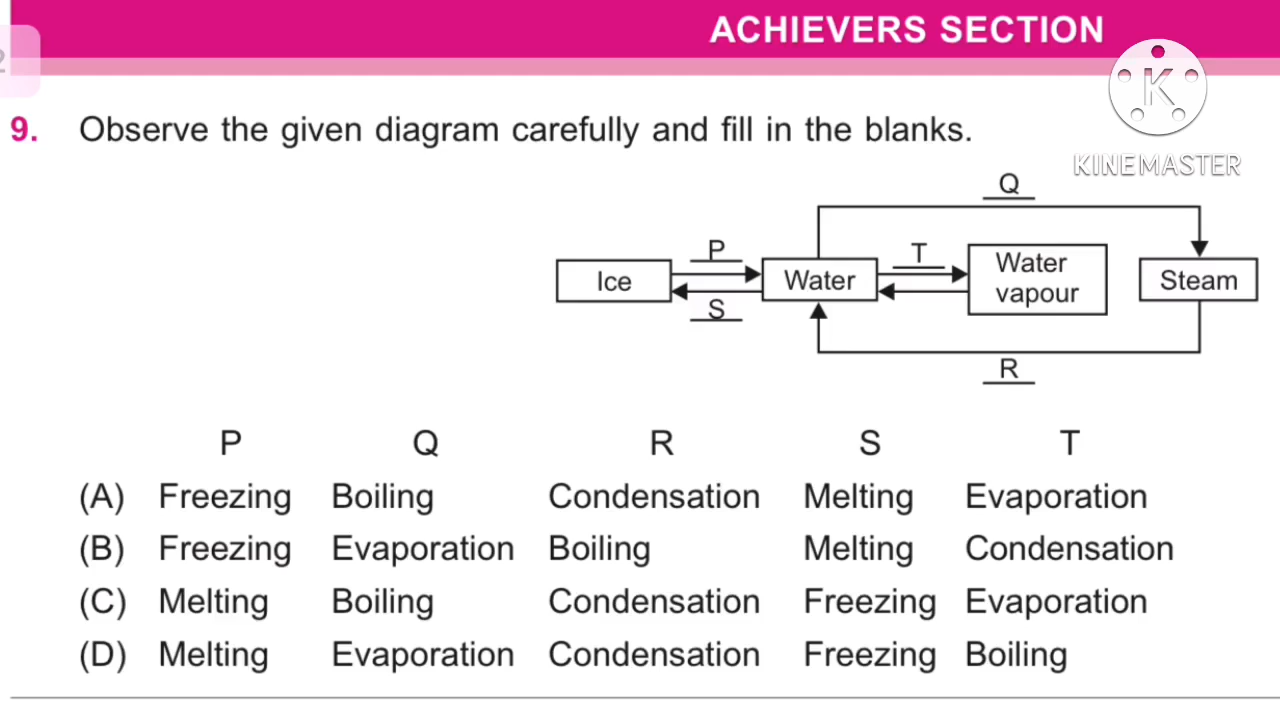 ACHIEVERS SECTION
2
K
KINEMASTER
9. Observe the given diagram carefully and fill in the blanks.
Q
P
T
Ice
Water
Water
vapour
Steam
S
R
P Q R S T
(A) Freezing Boiling Condensation Melting Evaporation
(B) Freezing Evaporation Boiling Melting Condensation
(C) Melting Boiling Condensation Freezing Evaporation
(D) Melting Evaporation Condensation Freezing Boiling